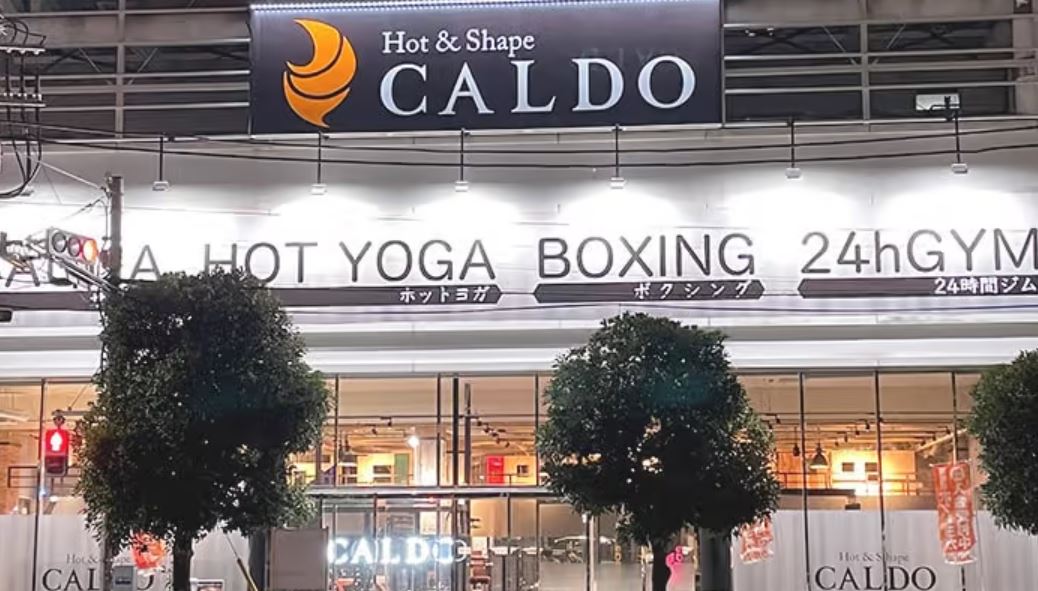 Hot & Shape
CALDO
HOT YOGA
ホットヨガ
BOXING
ボクシング
24hGYM
24時間ジム
CALDO
Hot & Shape
CALDO
Hot & Shape
CALDO